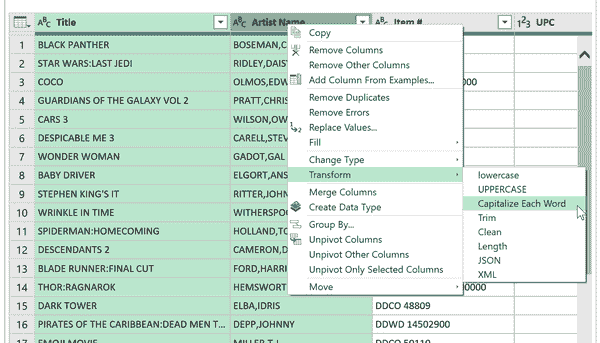 ABC Title ABC Artist Name Item # 123 UPC
1 BLACK PANTHER BOSEMAN,C
2 STAR WARS:LAST JEDI RIDLEY,DAIS
3 COCO OLMOS,EDW 000
4 GUARDIANS OF THE GALAXY VOL 2 PRATT,CHRIS
5 CARS 3 WILSON,OW
6 DESPICABLE ME 3 CARELL,STEV
7 WONDER WOMAN GADOT,GAL
8 BABY DRIVER ELGORT,ANS
9 STEPHEN KING'S IT RITTER,JOHN
10 WRINKLE IN TIME WITHERSPOO
11 SPIDERMAN:HOMECOMING HOLLAND,TO
12 DESCENDANTS 2 CAMERON,D
13 BLADE RUNNER:FINAL CUT FORD,HARRI
14 THOR:RAGNAROK HEMSWORT 00000
15 DARK TOWER ELBA,IDRIS DDCO 48809
16 PIRATES OF THE CARIBBEAN:DEAD MEN T... DEPP,JOHNNY DDWD 14502900
17
Copy
Remove Columns
Remove Other Columns
Add Column From Examples...
Remove Duplicates
Remove Errors
Replace Values...
Fill
Change Type
Transform
Merge Columns
Create Data Type
Group By...
Unpivot Columns
Unpivot Other Columns
Unpivot Only Selected Columns
Move
lowercase
UPPERCASE
Capitalize Each Word
Trim
Clean
Length
JSON
XML